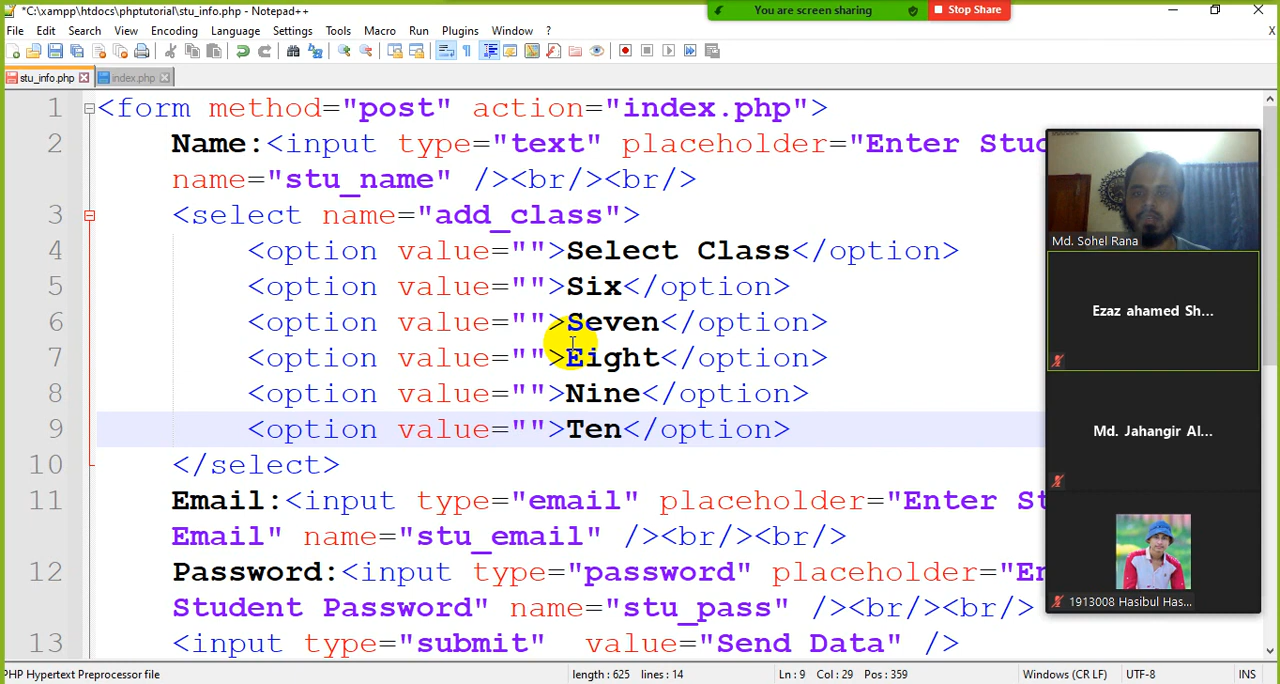 *C:\xampp\htdocs\phptutorial\stu_info.php - Notepad++
You are screen sharing
Stop Share
File Edit Search View Encoding Language Settings Tools Macro Run Plugins Window ?
X
stu_info.php index.php
1 <form method="post" action="index.php">
2 Name:<input type="text" placeholder="Enter Stu
name="stu_name" /><br/><br/>
3 <select name="add_class">
4 <option value="">Select Class</option>
5 <option value="">Six</option>
6 <option value="">Seven</option>
7 <option value="">Eight</option>
8 <option value="">Nine</option>
9 <option value="">Ten</option>
10 </select>
11 Email:<input type="email" placeholder="Enter St
Email" name="stu_email" /><br/><br/>
12 Password:<input type="password" placeholder="En
Student Password" name="stu_pass" /><br/><br/>
13 <input type="submit" value="Send Data" />
Md. Sohel Rana
Ezaz ahamed Sh...
Md. Jahangir Al...
1913008 Hasibul Has...
PHP Hypertext Preprocessor file length : 625 lines : 14 Ln : 9 Col : 29 Pos : 359 Windows (CR LF) UTF-8 INS